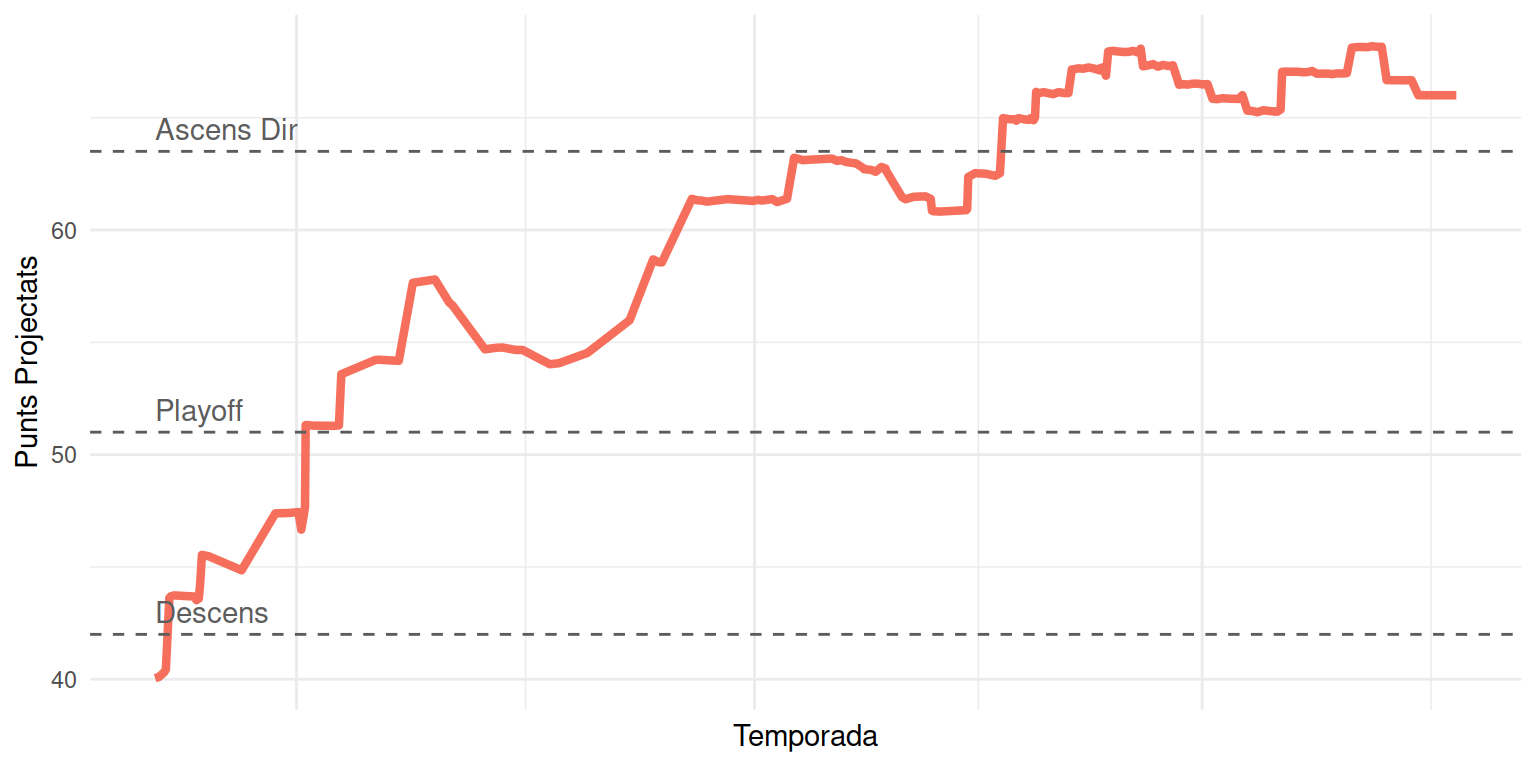 Ascens Dir
60
Playoff
50
Descens
40
Punts Projectats
Temporada